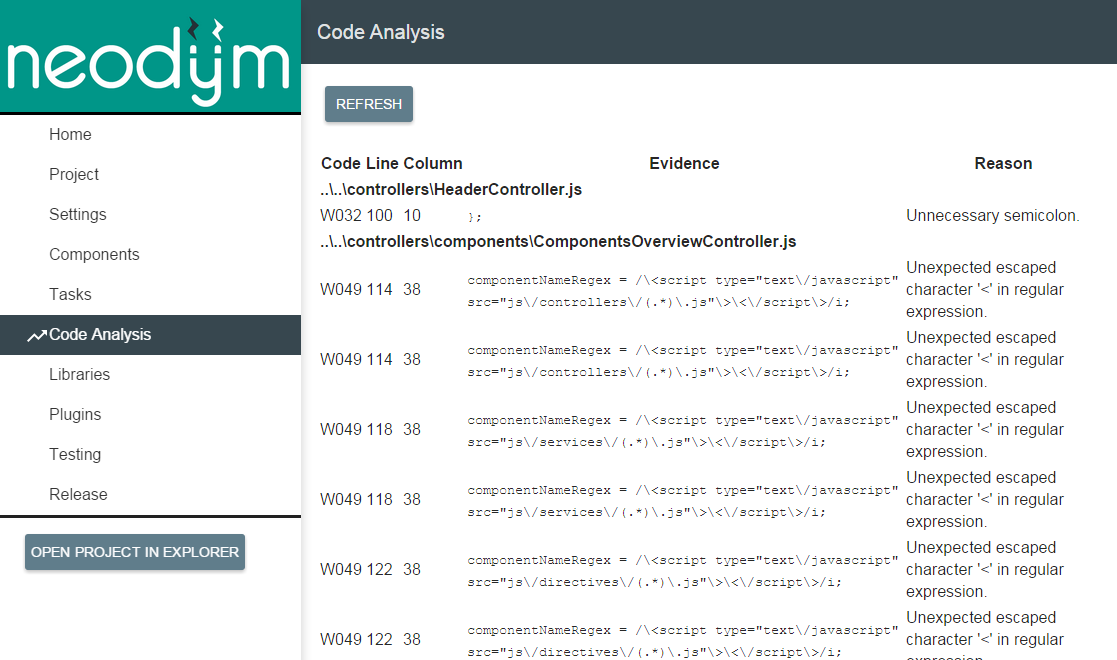 neodym
Code Analysis
Home
Project
Settings
Components
Tasks
Code Analysis
Libraries
Plugins
Testing
Release
OPEN PROJECT IN EXPLORER
REFRESH
Code Line Column Evidence Reason
..\..\controllers\HeaderController.js
W032 100 10 }; Unnecessary semicolon.
..\..\controllers\components\ComponentsOverviewController.js
W049 114 38
componentNameRegex = /\<script type="text\/javascript"
src="js\/controllers\/(.*)\.js"\>\<\/script\>/i;
Unexpected escaped
character '<' in regular
expression.
W049 114 38
componentNameRegex = /\<script type="text\/javascript"
src="js\/controllers\/(.*)\.js"\>\<\/script\>/i;
Unexpected escaped
character '<' in regular
expression.
W049 118 38
componentNameRegex = /\<script type="text\/javascript"
src="js\/services\/(.*)\.js"\>\<\/script\>/i;
Unexpected escaped
character '<' in regular
expression.
W049 118 38
componentNameRegex = /\<script type="text\/javascript"
src="js\/services\/(.*)\.js"\>\<\/script\>/i;
Unexpected escaped
character '<' in regular
expression.
W049 122 38
componentNameRegex = /\<script type="text\/javascript"
src="js\/directives\/(.*)\.js"\>\<\/script\>/i;
Unexpected escaped
character '<' in regular
expression.
W049 122 38
componentNameRegex = /\<script type="text\/javascript"
src="js\/directives\/(.*)\.js"\>\<\/script\>/i;
Unexpected escaped
character '<' in regular
expression.